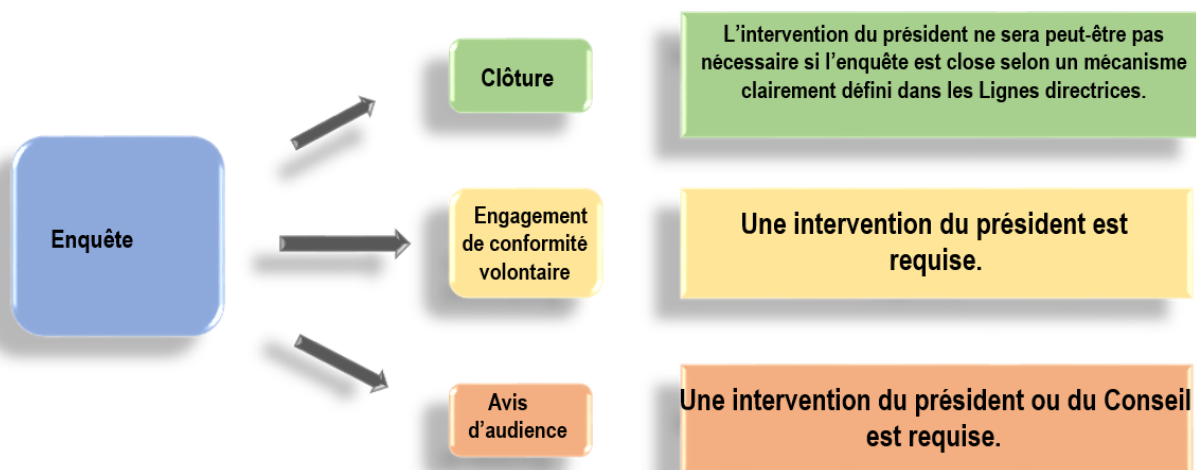 Enquête
Clôture
L'intervention du président ne sera peut-être pas
nécessaire si l'enquête est close selon un mécanisme
clairement défini dans les Lignes directrices.
Engagement
de conformité
volontaire
Une intervention du président est
requise.
Avis
d'audience
Une intervention du président ou du Conseil
est requise.